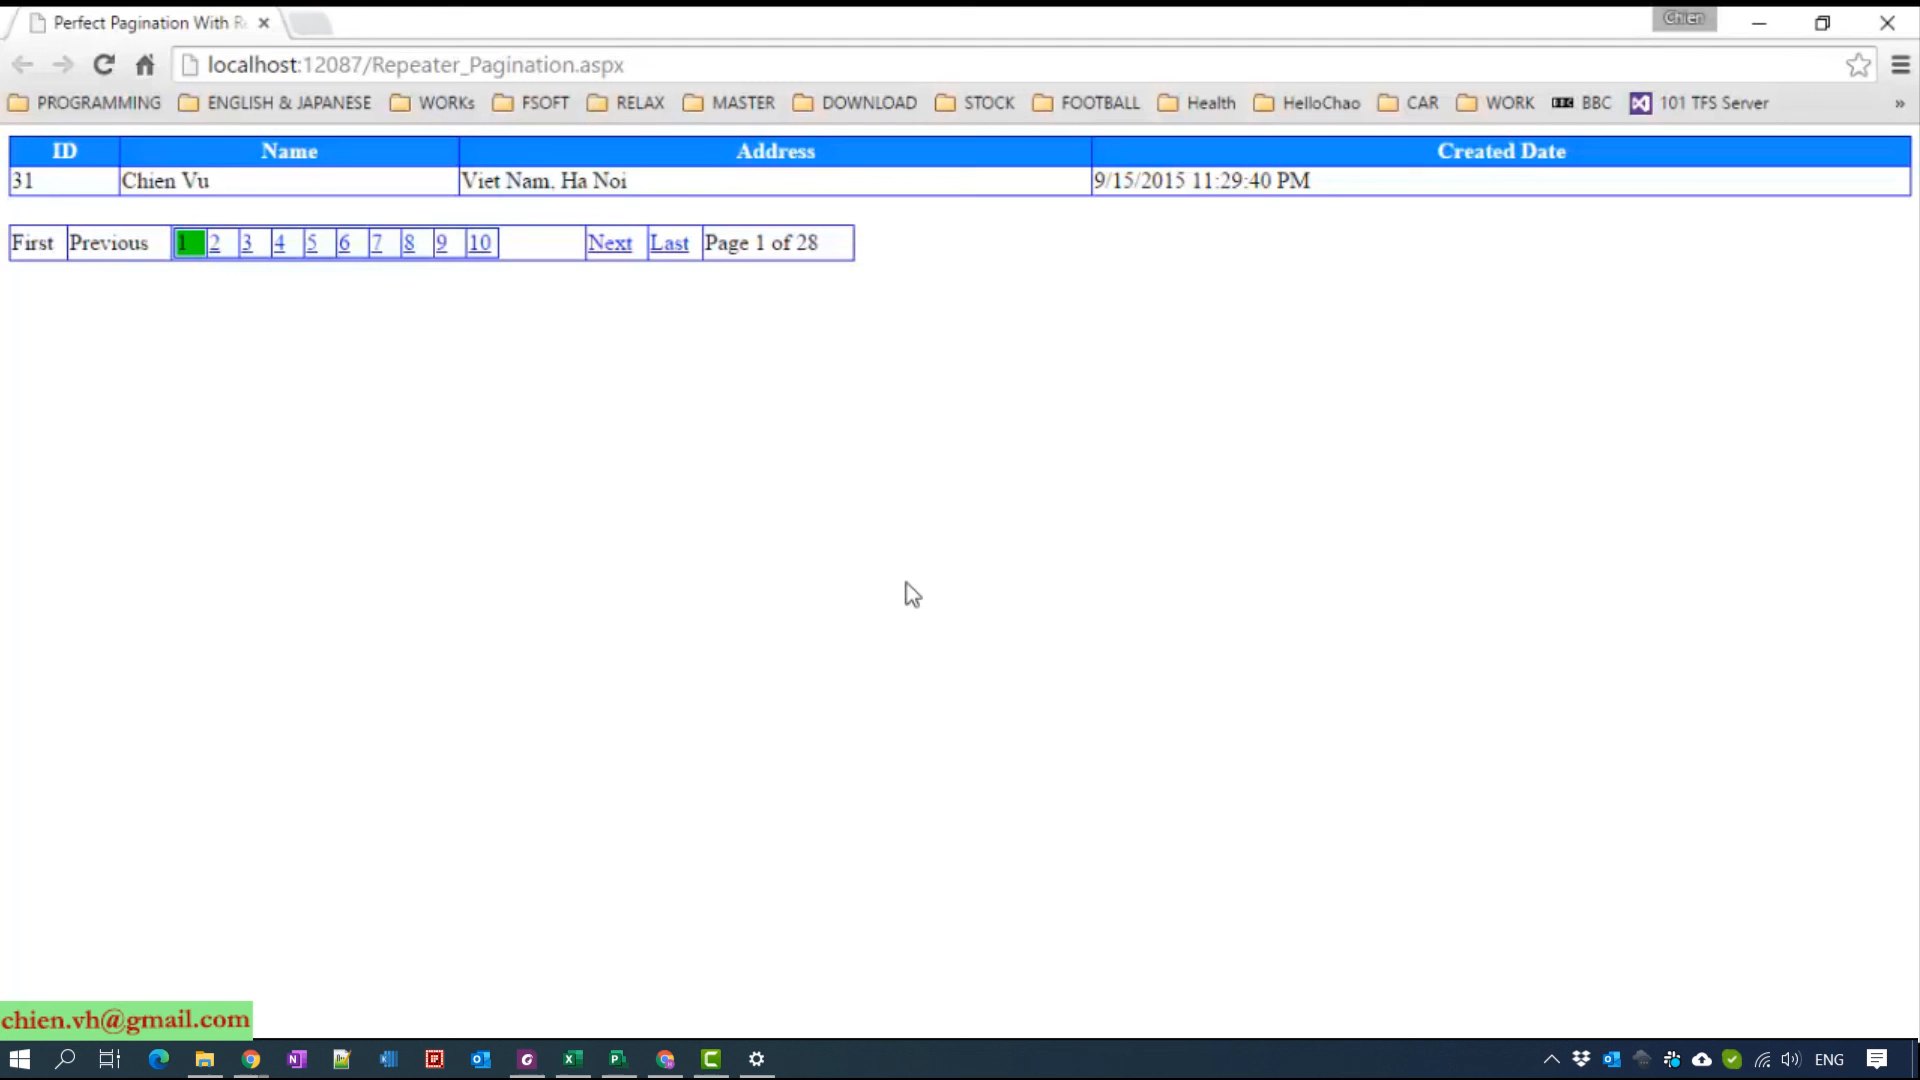 Perfect Pagination With R
Chien
localhost:12087/Repeater_Pagination.aspx
PROGRAMMING ENGLISH & JAPANESE WORKs FSOFT RELAX MASTER DOWNLOAD STOCK FOOTBALL Health HelloChao CAR WORK BBC 101 TFS Server »
ID Name Address Created Date
31 Chien Vu Viet Nam, Ha Noi 9/15/2015 11:29:40 PM
First Previous 1 2 3 4 5 6 7 8 9 10 Next Last Page 1 of 28
chien.vh@gmail.com
ENG